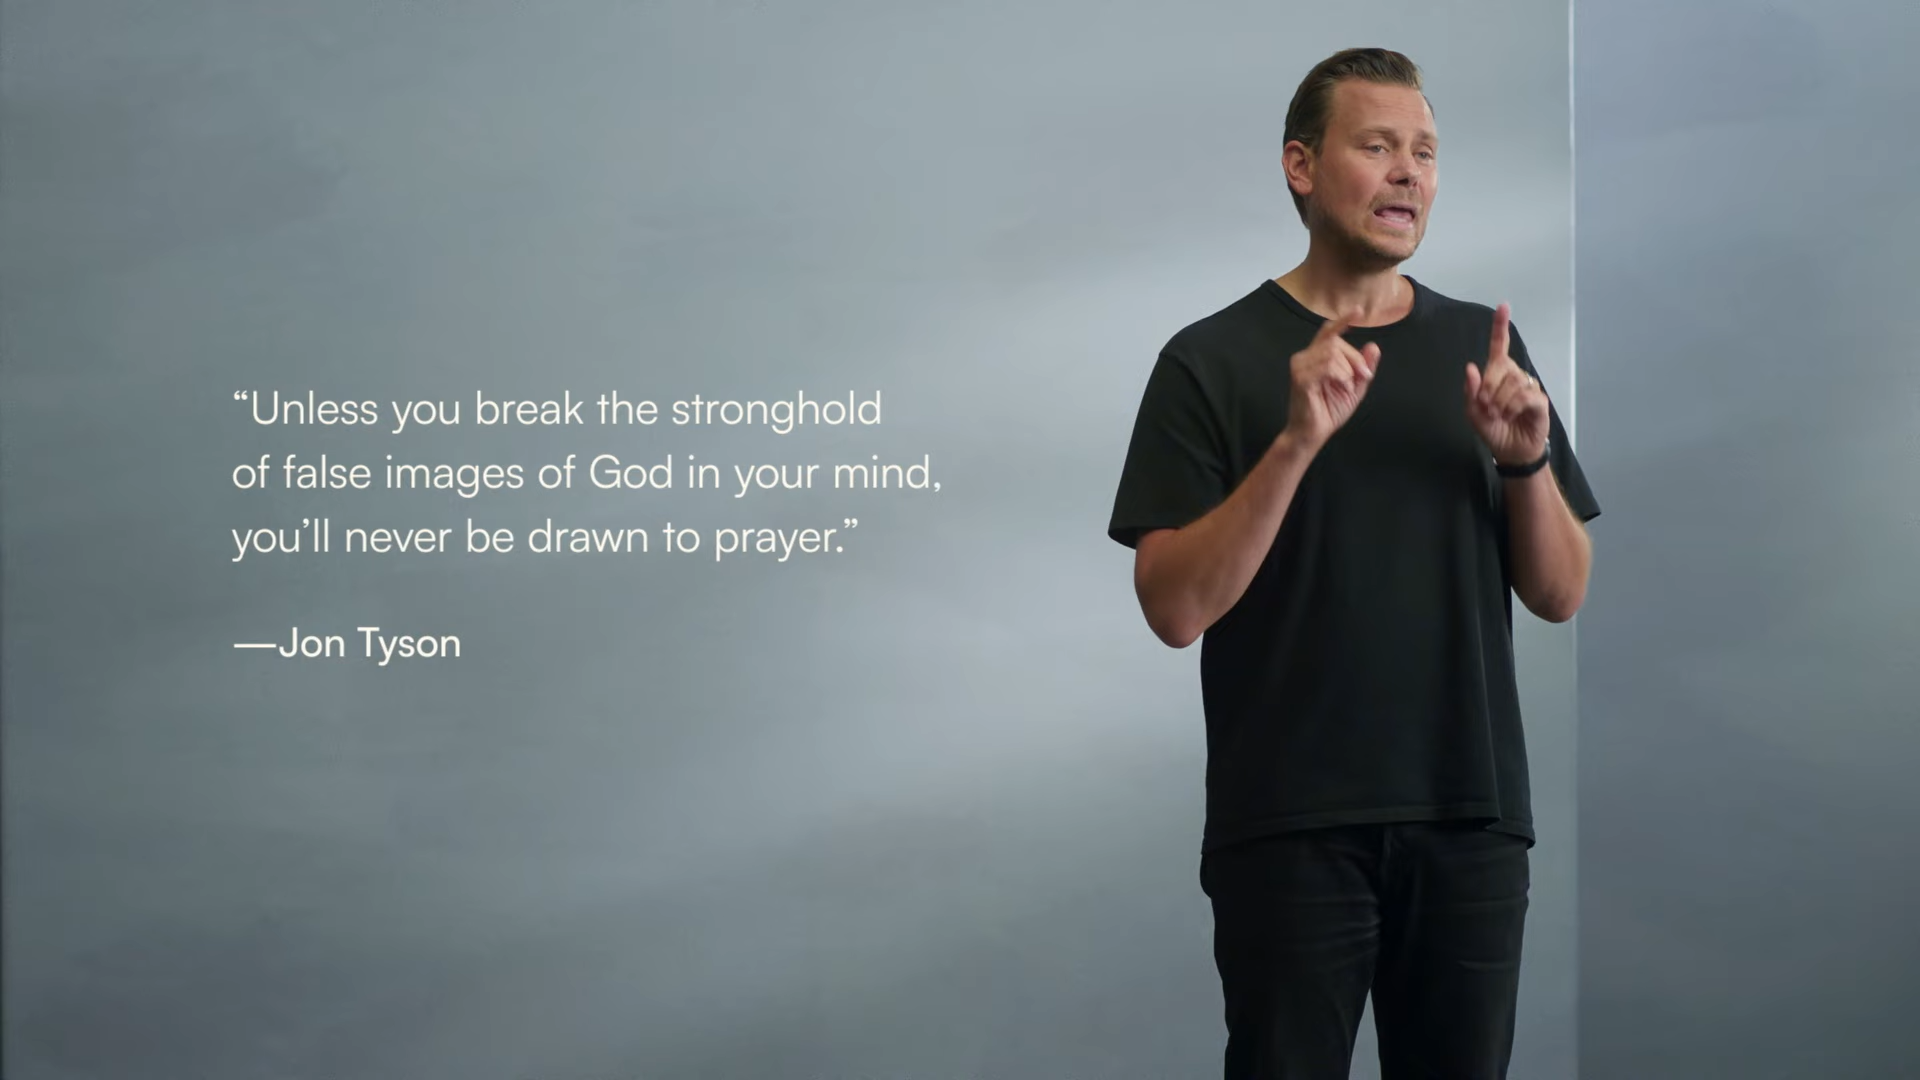 “Unless you break the stronghold
of false images of God in your mind,
you’ll never be drawn to prayer.”
—Jon Tyson